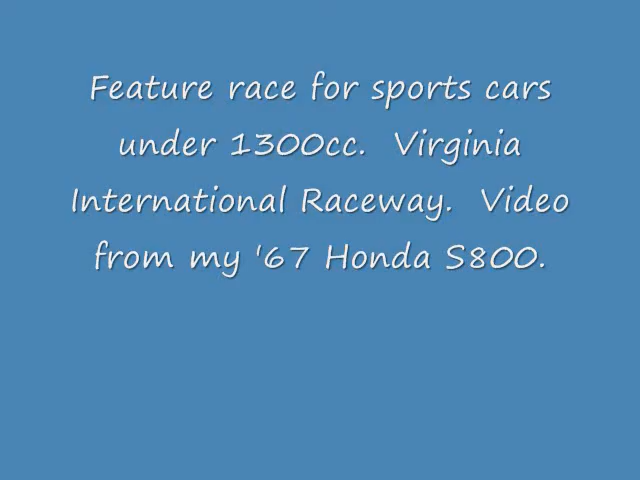 Feature race for sports cars
under 1300cc.  Virginia
International Raceway.  Video
from my '67 Honda S800.